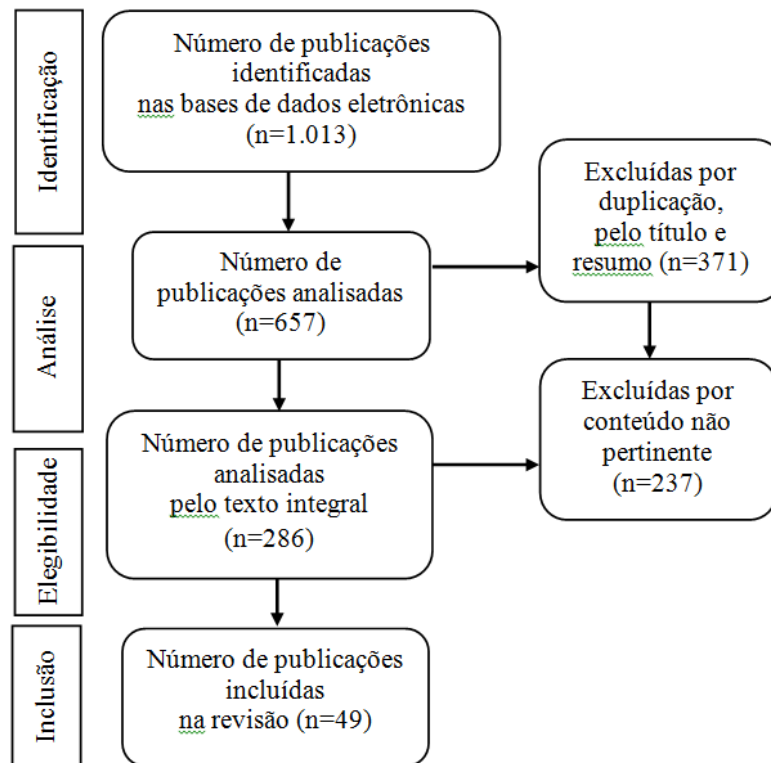 Identificação
Número de publicações
identificadas
nas bases de dados eletrônicas
(n=1.013)
Excluídas por
duplicação,
pelo título e
resumo (n=371)
Análise
Número de
publicações analisadas
(n=657)
Excluídas por
conteúdo não
pertinente
(n=237)
Elegibilidade
Número de publicações
analisadas
pelo texto integral
(n=286)
Inclusão
Número de publicações
incluídas
na revisão (n=49)